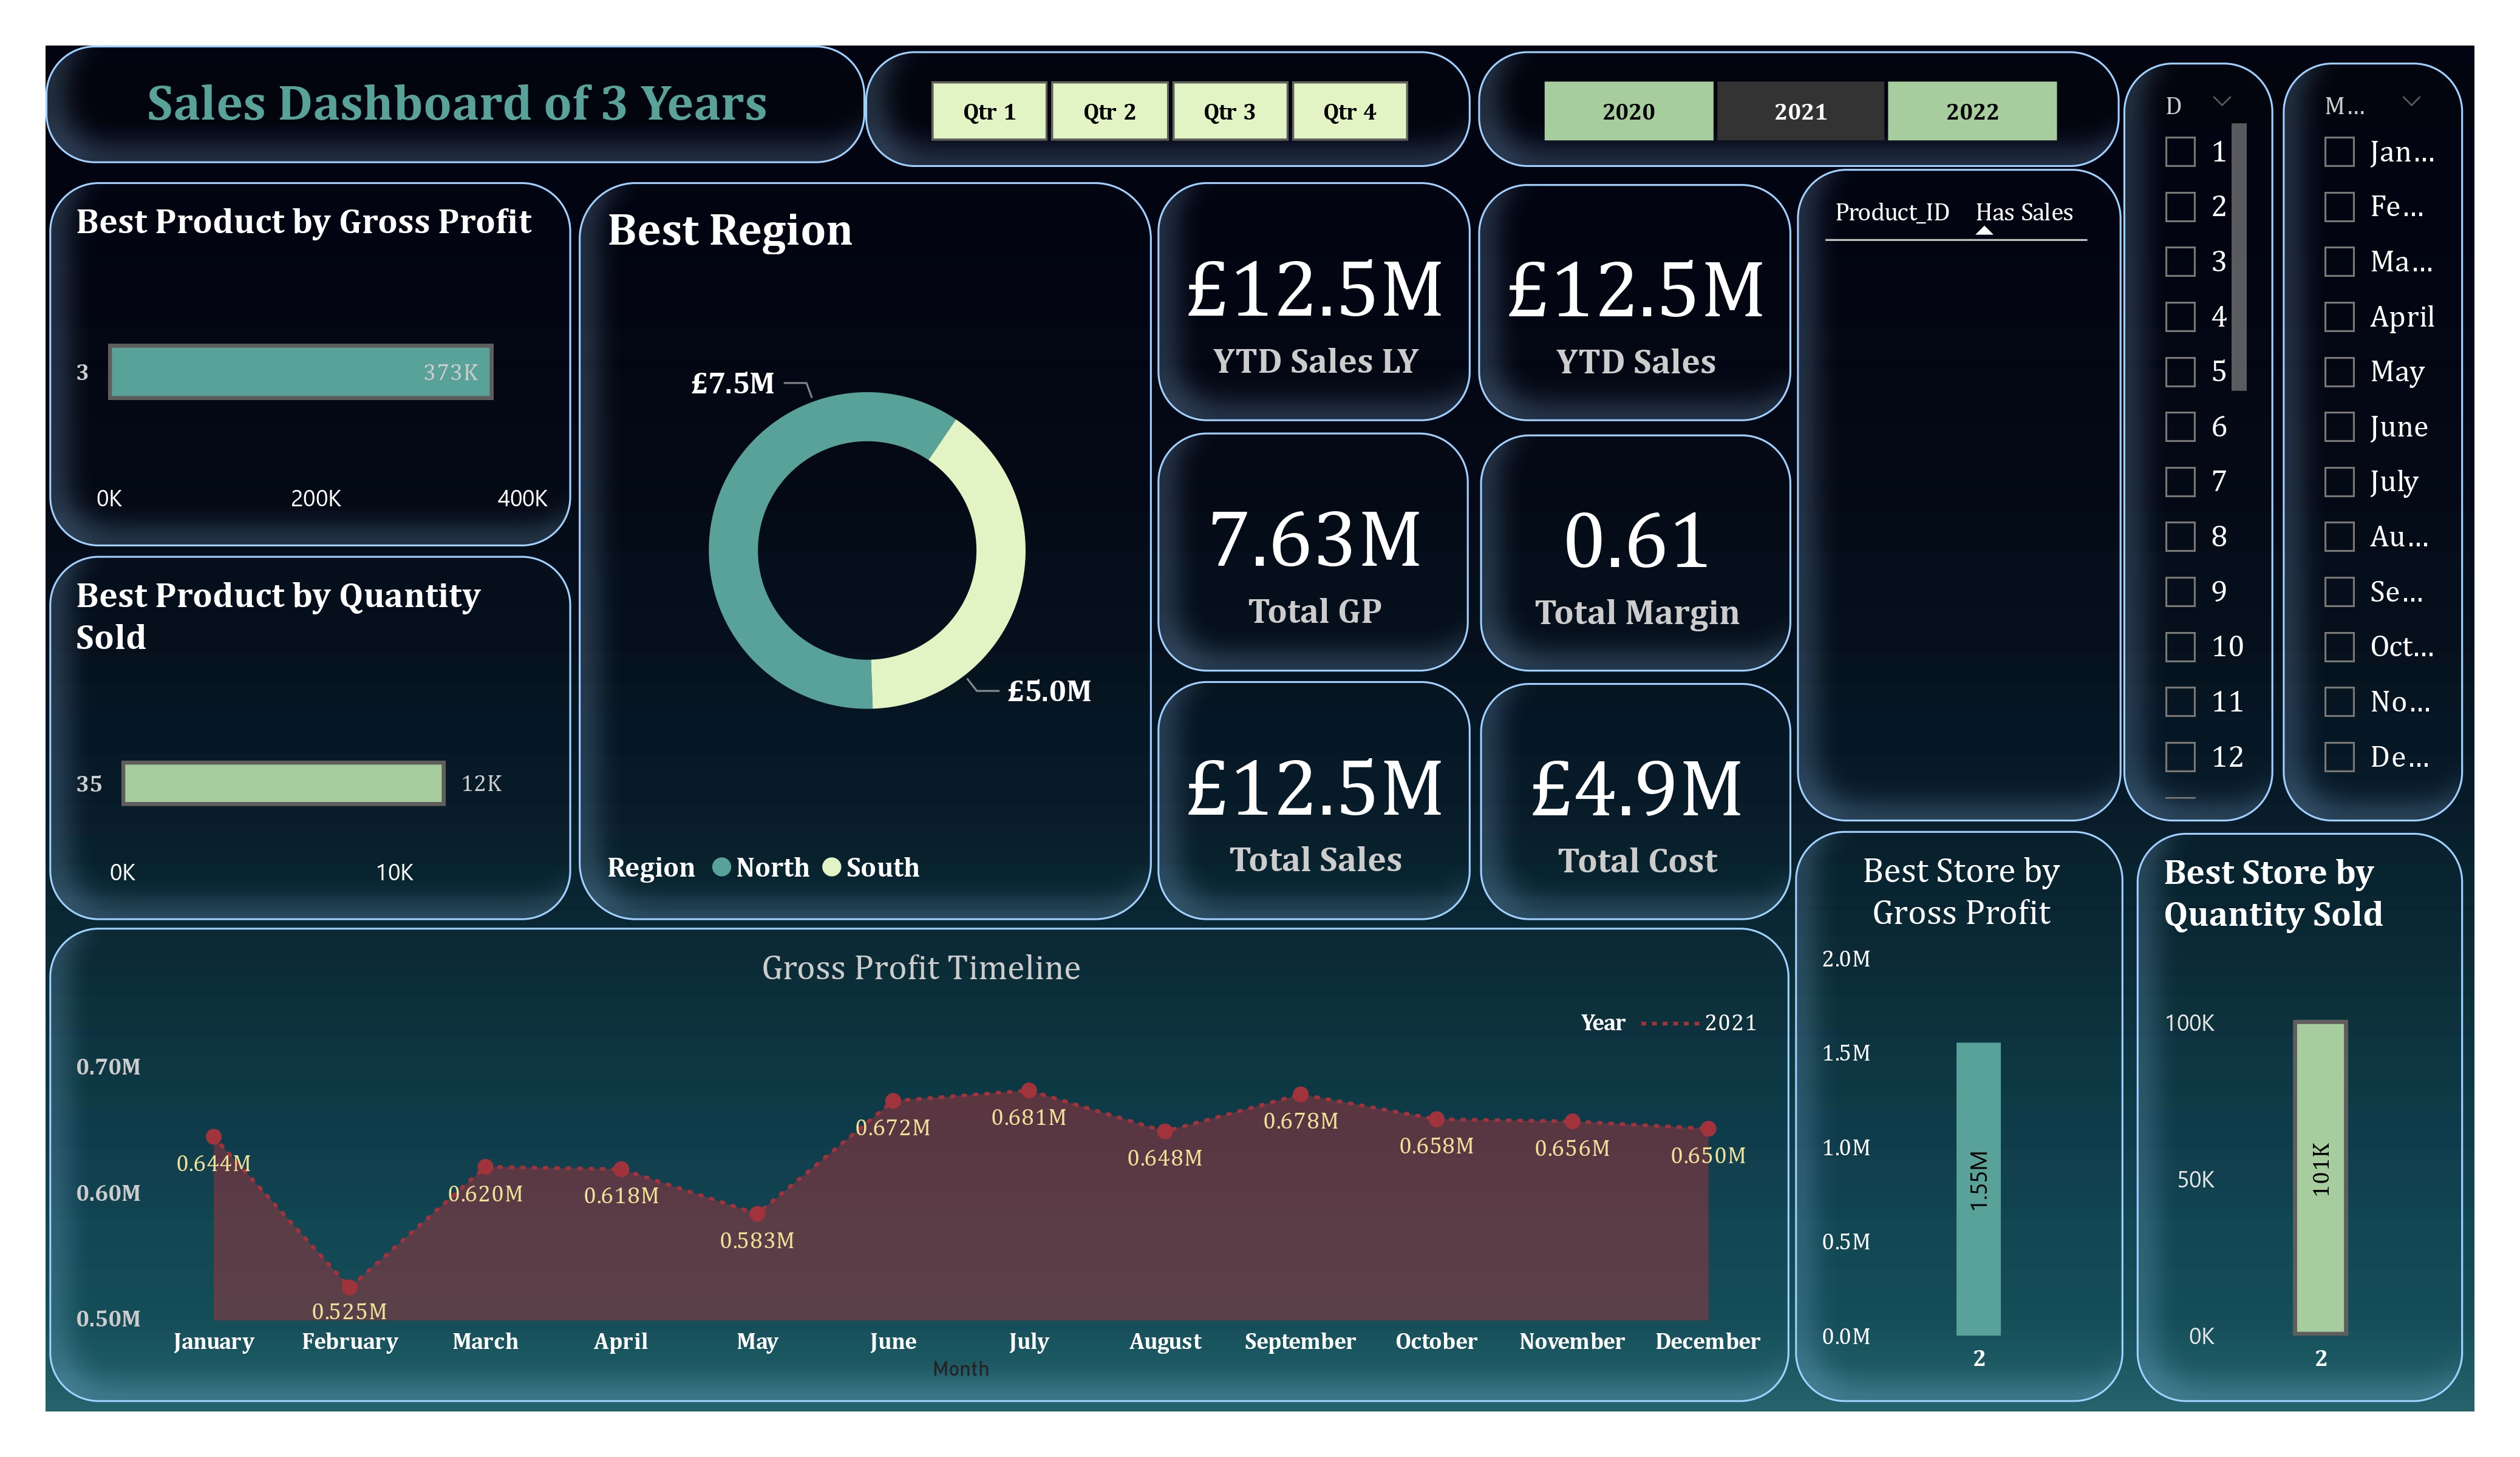 Sales Dashboard of 3 Years
Qtr 1
Qtr 2
Qtr 3
Qtr 4
2020
2021
2022
D
1
2
3
4
5
6
7
8
9
10
11
12
M...
Jan...
Fe...
Ma...
April
May
June
July
Au...
Se...
Oct...
No...
De...
Best Product by Gross Profit
3
373K
0K 200K 400K
Best Product by Quantity
Sold
35
12K
0K 10K
Best Region
£7.5M
£5.0M
Region North South
£12.5M
YTD Sales LY
£12.5M
YTD Sales
7.63M
Total GP
0.61
Total Margin
£12.5M
Total Sales
£4.9M
Total Cost
Product_ID Has Sales
Gross Profit Timeline
Year 2021
0.70M
0.60M
0.50M
0.644M
0.525M
0.620M
0.618M
0.583M
0.672M
0.681M
0.648M
0.678M
0.658M
0.656M
0.650M
January February March April May June July August September October November December
Month
Best Store by
Gross Profit
2.0M
1.5M
1.0M
0.5M
0.0M
1.55M
2
Best Store by
Quantity Sold
100K
50K
0K
101K
2